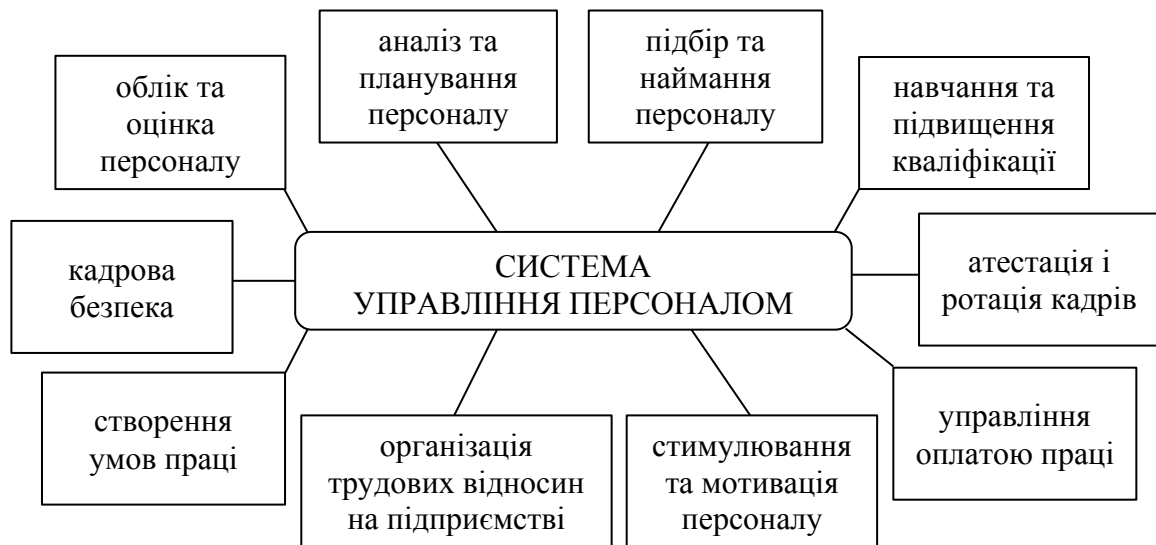 аналіз та
планування
персоналу
підбір та
наймання
персоналу
облік та
оцінка
персоналу
навчання та
підвищення
кваліфікації
кадрова
безпека
СИСТЕМА
УПРАВЛІННЯ ПЕРСОНАЛОМ
атестація і
ротація кадрів
створення
умов праці
організація
трудових відносин
на підприємстві
стимулювання
та мотивація
персоналу
управління
оплатою праці